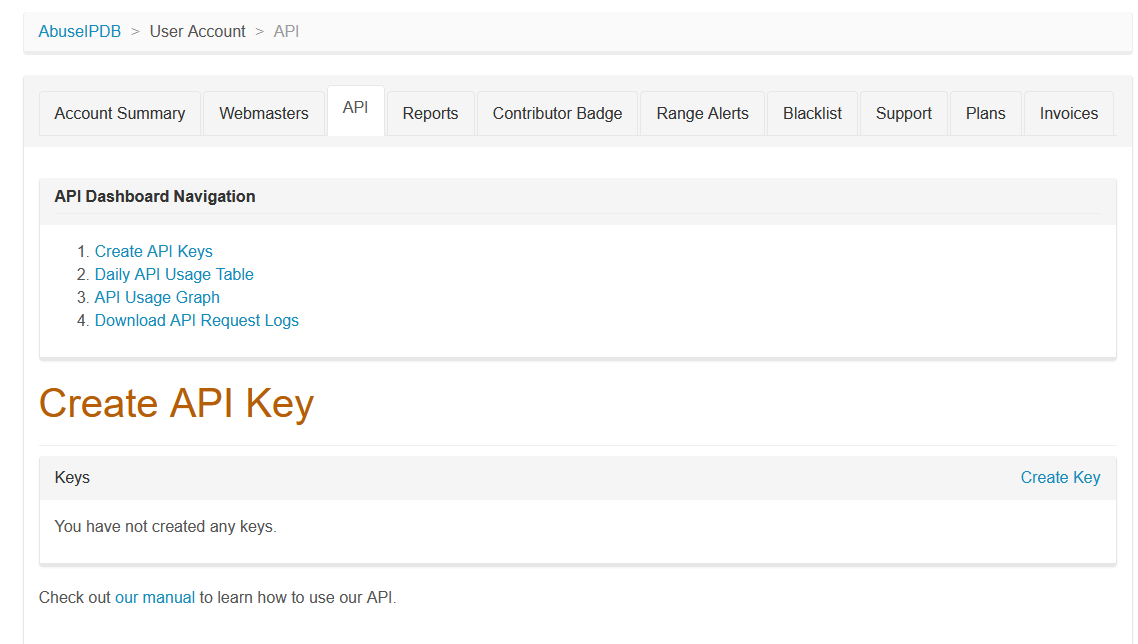 AbuseIPDB > User Account > API
Account Summary Webmasters API Reports Contributor Badge Range Alerts Blacklist Support Plans Invoices
API Dashboard Navigation
1. Create API Keys
2. Daily API Usage Table
3. API Usage Graph
4. Download API Request Logs
Create API Key
Keys Create Key
You have not created any keys.
Check out our manual to learn how to use our API.